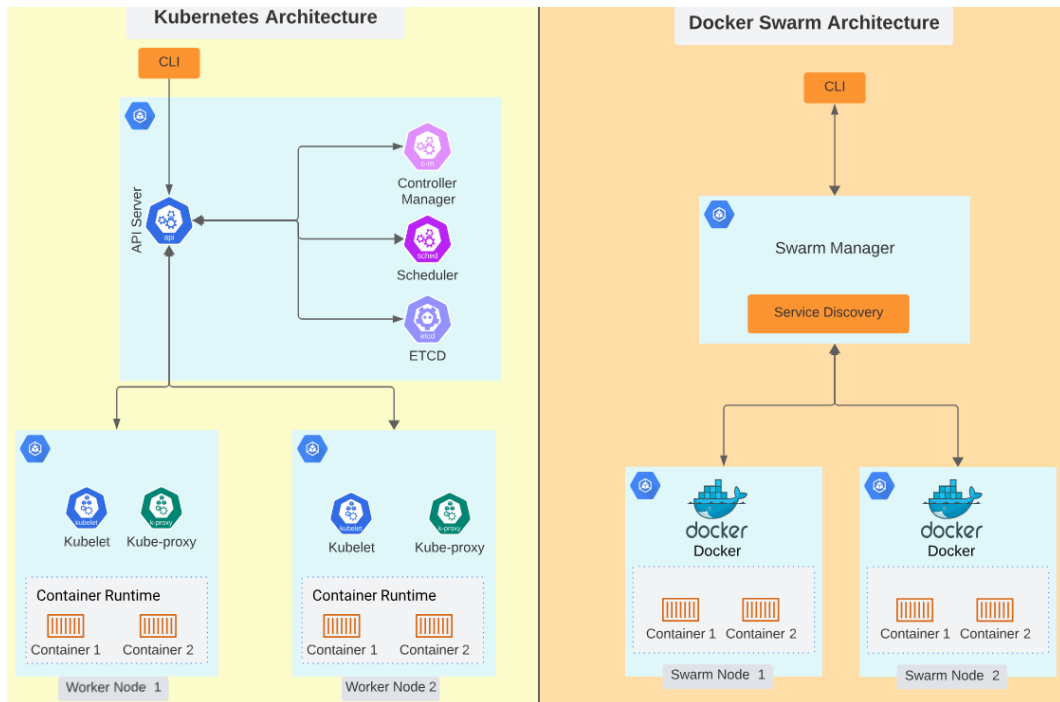 Kubernetes Architecture
CLI
API Server
api
c-m
Controller
Manager
sched
Scheduler
etcd
ETCD
kubelet
Kubelet
k-proxy
Kube-proxy
Container Runtime
Container 1
Container 2
Worker Node 1
kubelet
Kubelet
k-proxy
Kube-proxy
Container Runtime
Container 1
Container 2
Worker Node 2
Docker Swarm Architecture
CLI
Swarm Manager
Service Discovery
docker
Docker
Container 1
Container 2
Swarm Node 1
docker
Docker
Container 1
Container 2
Swarm Node 2